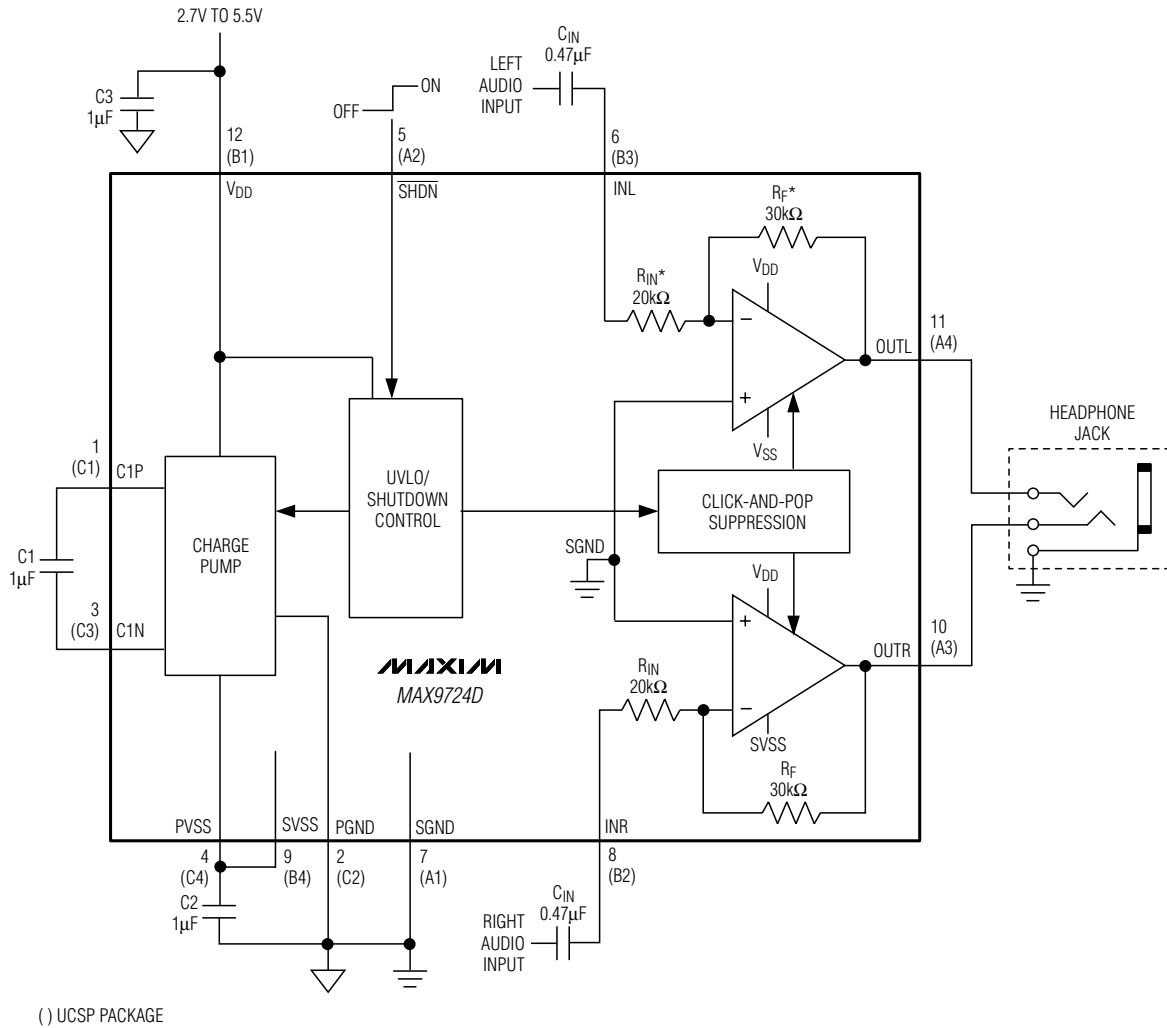 2.7V TO 5.5V
C3
1µF
12
(B1)
VDD
OFF
ON
5
(A2)
SHDN
LEFT
AUDIO
INPUT
CIN
0.47µF
6
(B3)
INL
RF*
30kΩ
RIN*
20kΩ
VDD
−
+
VSS
OUTL
11
(A4)
HEADPHONE
JACK
1
(C1)
C1P
C1
1µF
3
(C3)
C1N
CHARGE
PUMP
UVLO/
SHUTDOWN
CONTROL
CLICK-AND-POP
SUPPRESSION
SGND
VDD
+
−
SVSS
OUTR
10
(A3)
RIN
20kΩ
RF
30kΩ
MAXIM
MAX9724D
PVSS
SVSS
PGND
SGND
INR
4
(C4)
9
(B4)
2
(C2)
7
(A1)
8
(B2)
C2
1µF
RIGHT
AUDIO
INPUT
CIN
0.47µF
( ) UCSP PACKAGE